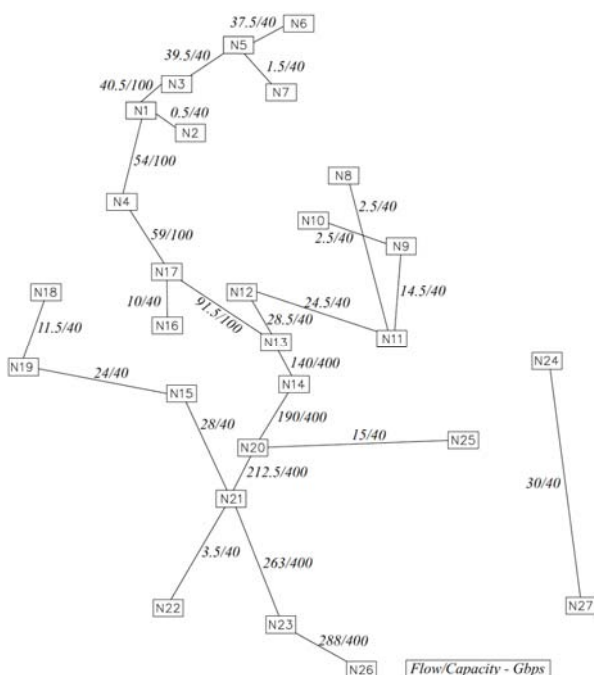 37.5/40
N6
N5
39.5/40
N3
1.5/40
40.5/100
N7
N1
0.5/40
N2
54/100
N8
N4
2.5/40
N10
59/100
2.5/40
N9
N17
N18
N12
24.5/40
14.5/40
10/40
91.5/100
28.5/40
N16
11.5/40
N13
N11
N19
24/40
140/400
N24
N14
N15
190/400
28/40
15/40
N25
N20
212.5/400
30/40
N21
3.5/40
263/400
N22
N27
N23
288/400
N26
Flow/Capacity - Gbps